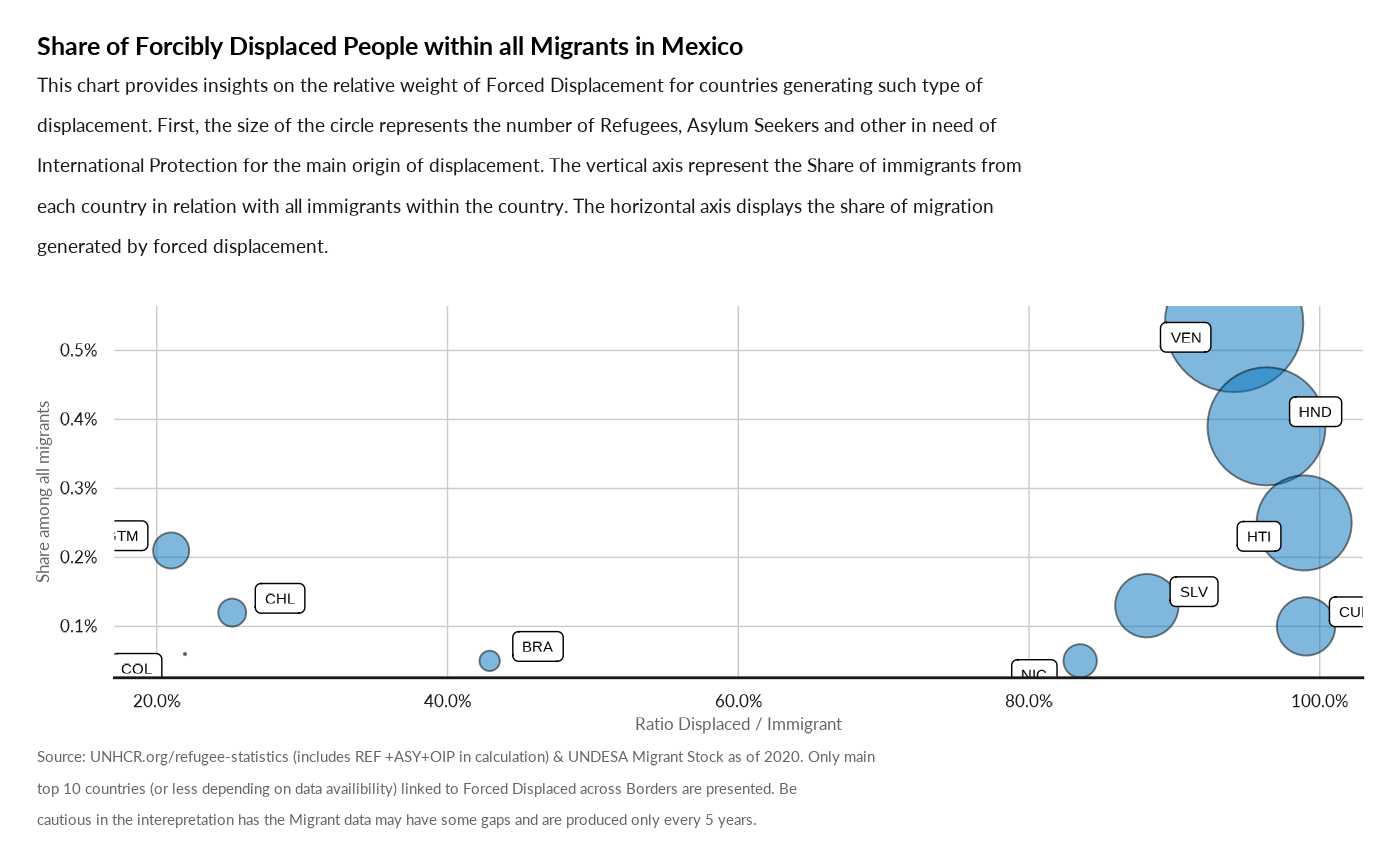 Share of Forcibly Displaced People within all Migrants in Mexico
This chart provides insights on the relative weight of Forced Displacement for countries generating such type of
displacement. First, the size of the circle represents the number of Refugees, Asylum Seekers and other in need of
International Protection for the main origin of displacement. The vertical axis represent the Share of immigrants from
each country in relation with all immigrants within the country. The horizontal axis displays the share of migration
generated by forced displacement.
0.5%
VEN
0.4%
HND
Share among all migrants
0.3%
HTI
0.2%
SLV
CHL
0.1%
BRA
COL
NIC
20.0%
40.0%
60.0%
80.0%
100.0%
Ratio Displaced / Immigrant
Source: UNHCR.org/refugee-statistics (includes REF +ASY+OIP in calculation) & UNDESA Migrant Stock as of 2020. Only main
top 10 countries (or less depending on data availibility) linked to Forced Displaced across Borders are presented. Be
cautious in the interepretation has the Migrant data may have some gaps and are produced only every 5 years.